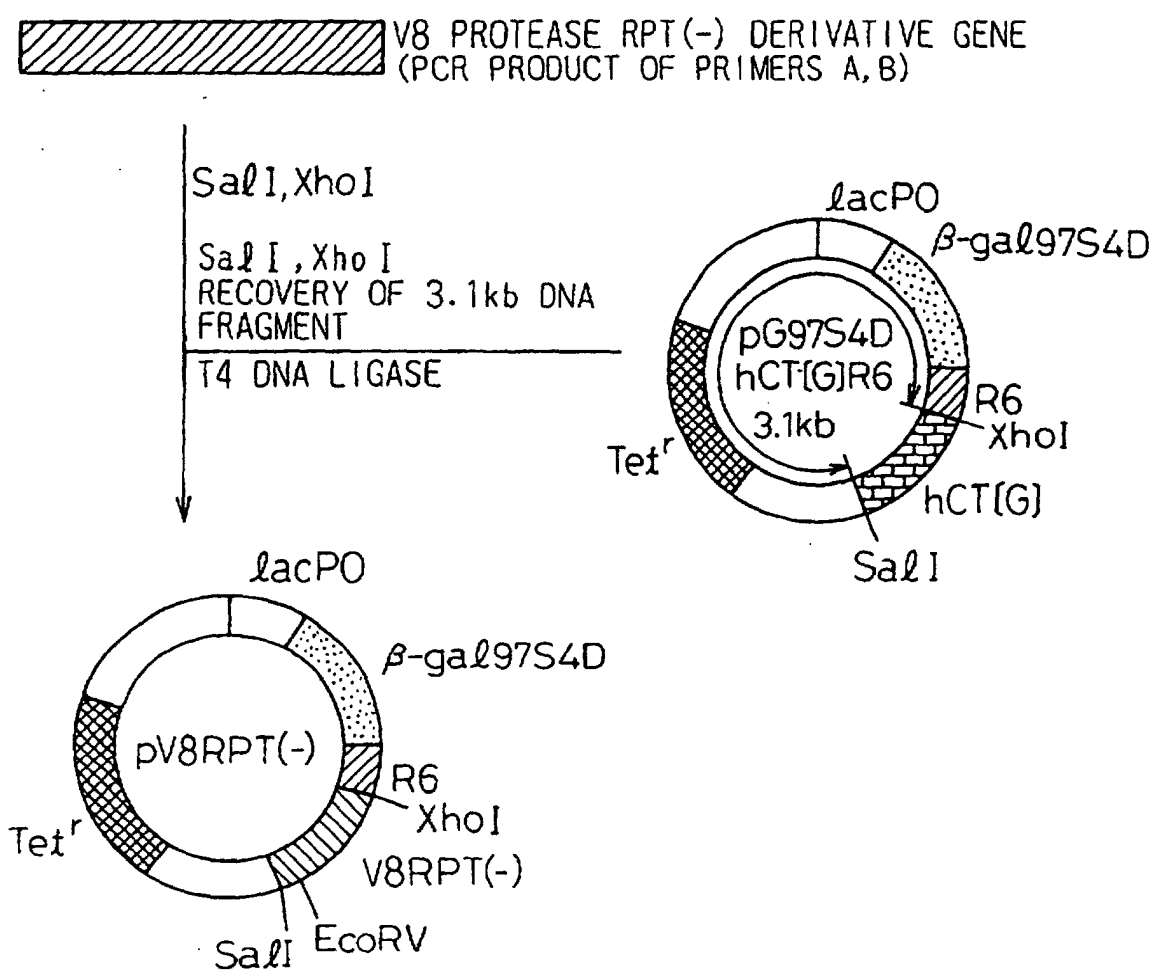 V8 PROTEASE RPT(-) DERIVATIVE GENE
(PCR PRODUCT OF PRIMERS A, B)
SalI, XhoI
SalI, XhoI
RECOVERY OF 3.1kb DNA
FRAGMENT
T4 DNA LIGASE
lacPO
β-gal97S4D
pG97S4D
hCT[G]R6
3.1kb
R6
XhoI
Tetʳ
hCT[G]
SalI
lacPO
β-gal97S4D
pV8RPT(-)
R6
XhoI
Tetʳ
V8RPT(-)
EcoRV
SalI